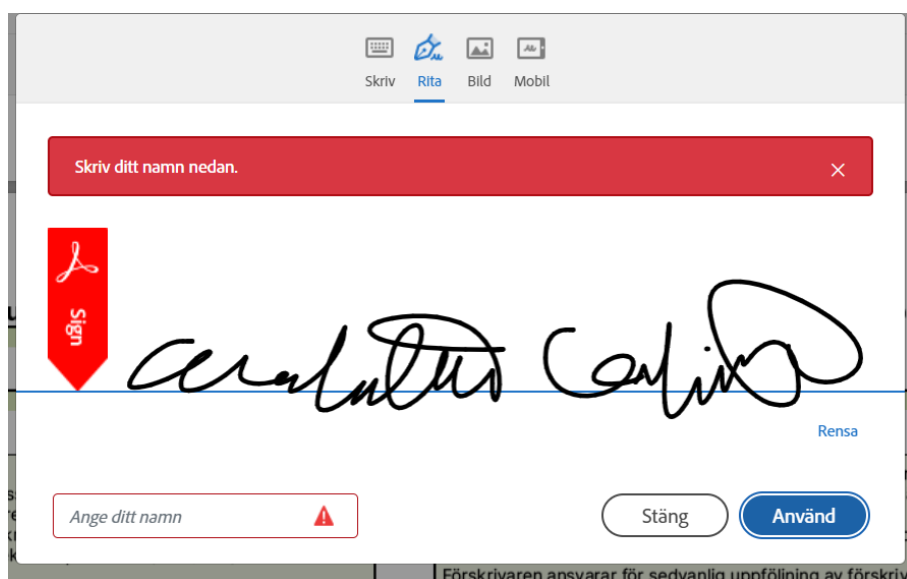 Skriv Rita Bild Mobil
Skriv ditt namn nedan.
Sign
Rensa
Ange ditt namn
Stäng Använd
Förskrivaren ansvarar för sedvanlig uppföljning av förskriv